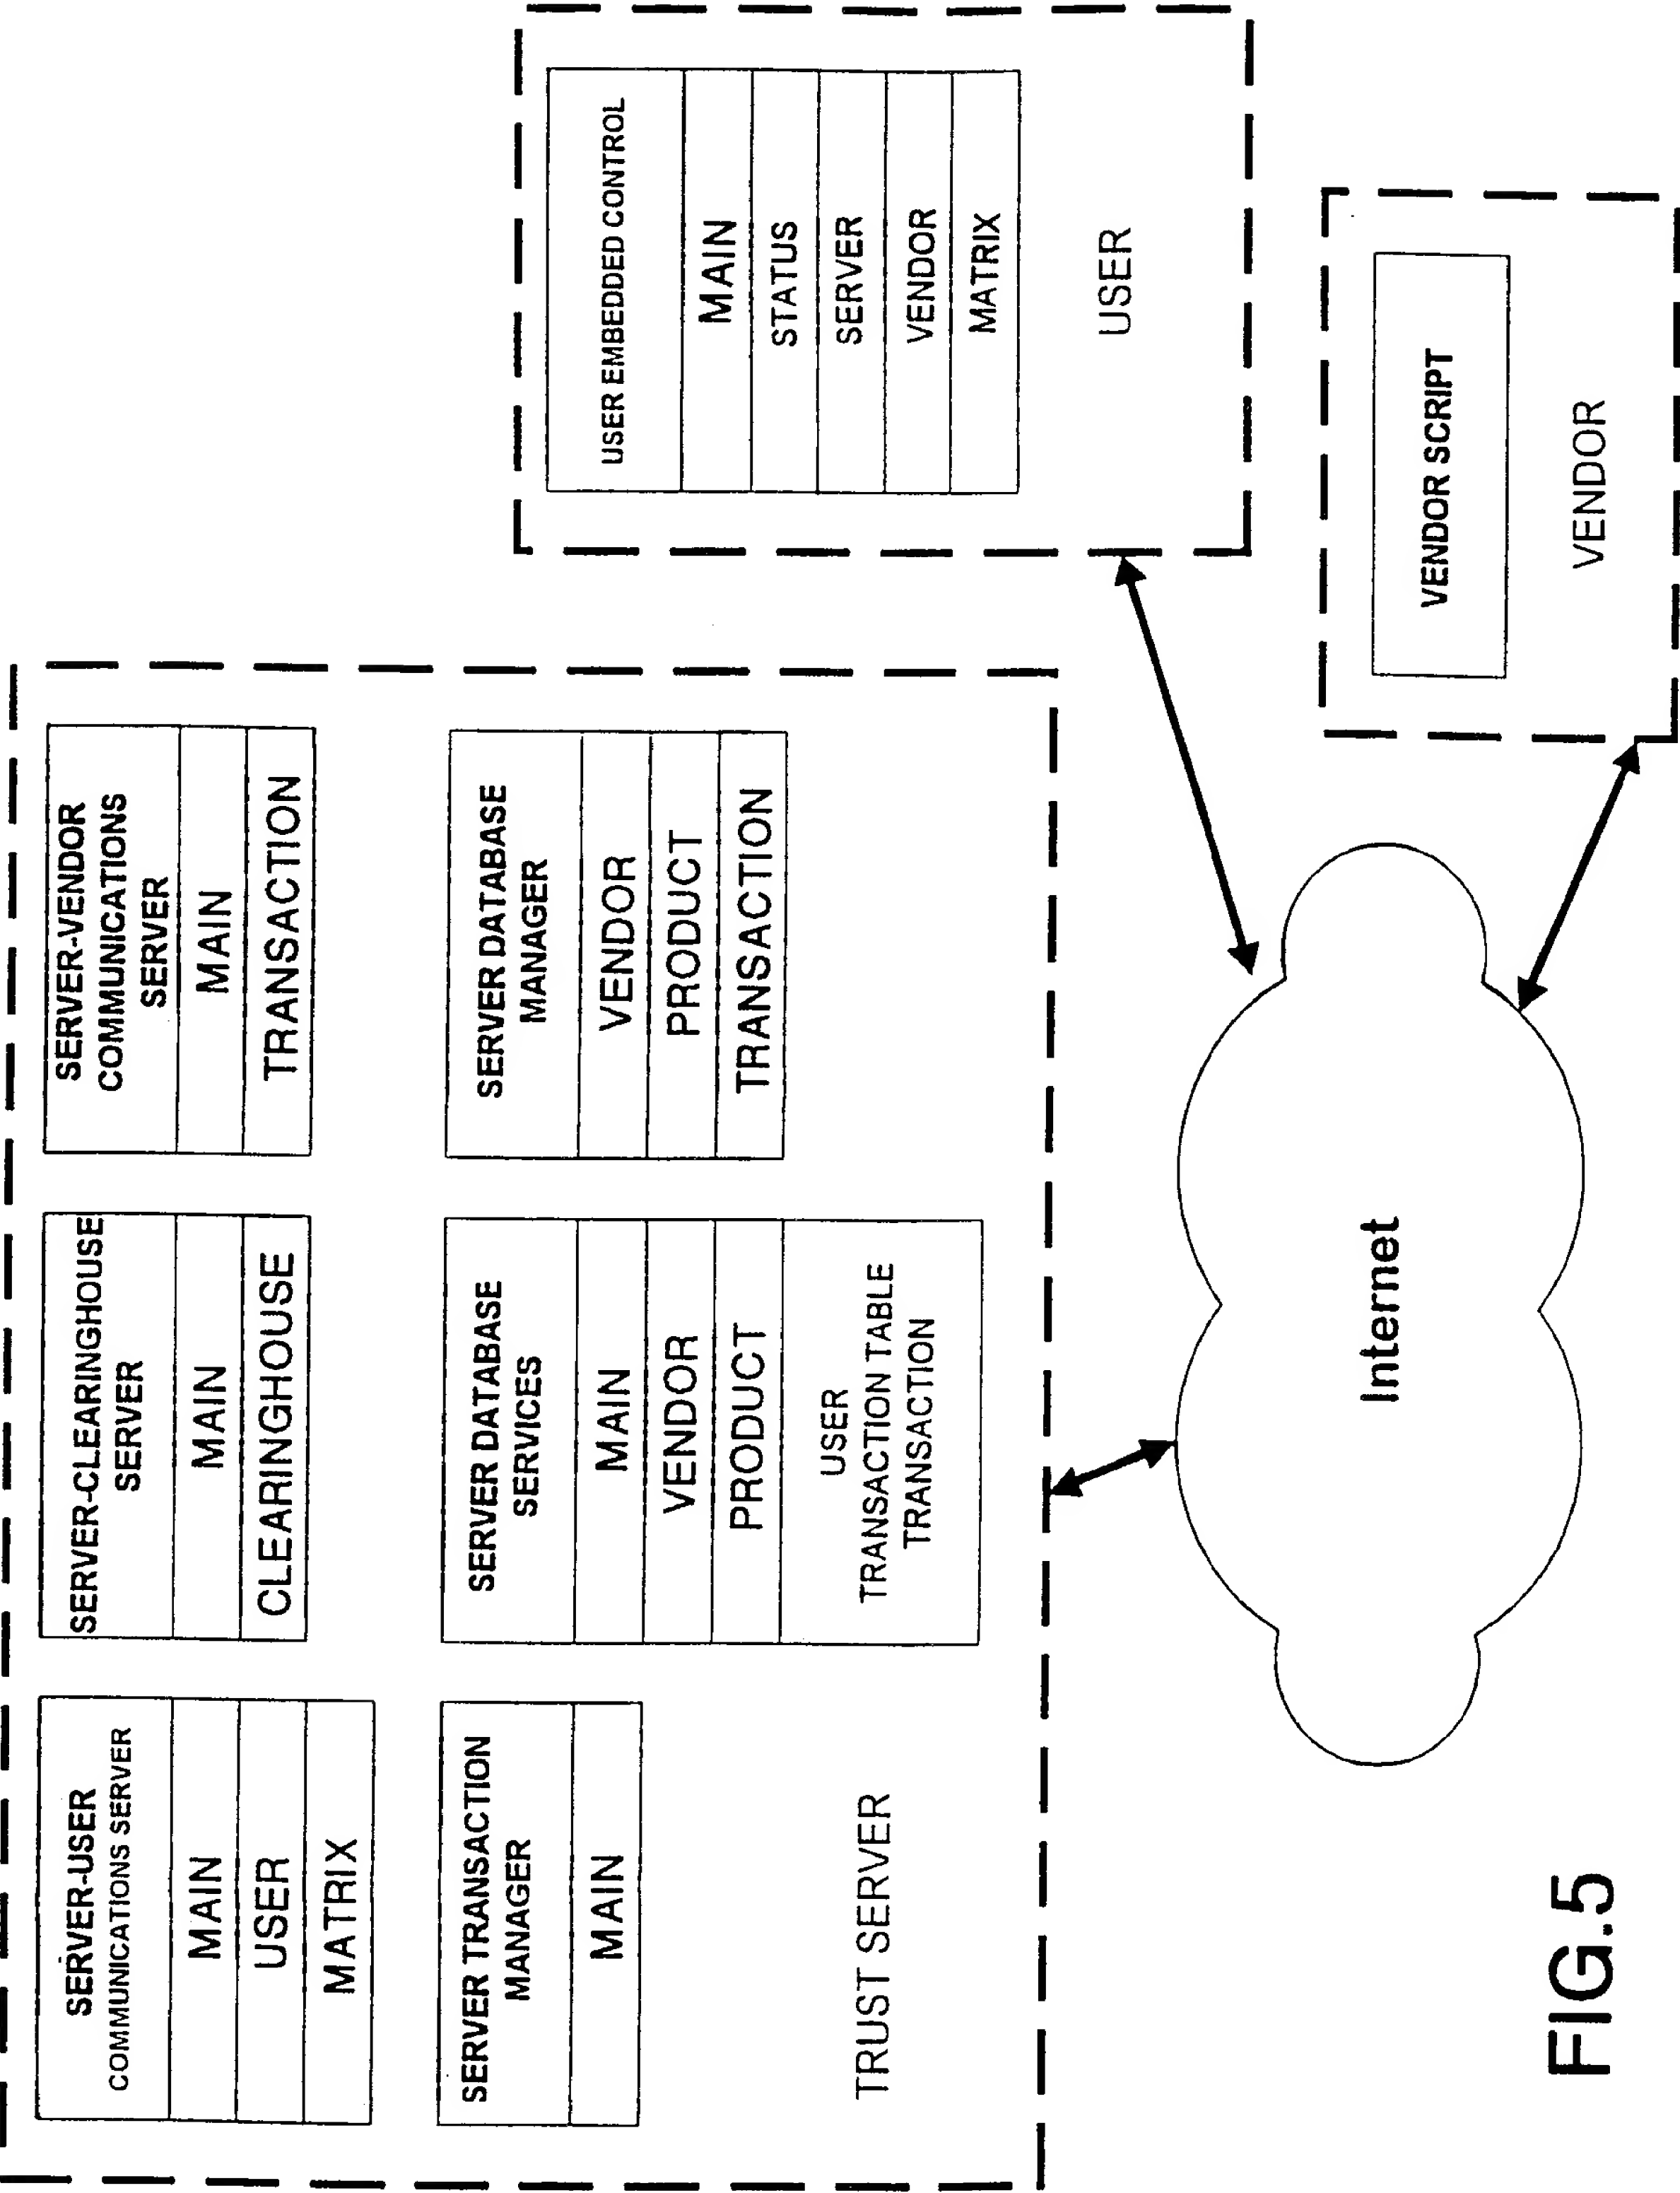 SERVER-USER
COMMUNICATIONS SERVER
MAIN
USER
MATRIX
SERVER-CLEARINGHOUSE
SERVER
MAIN
CLEARINGHOUSE
SERVER-VENDOR
COMMUNICATIONS
SERVER
MAIN
TRANSACTION
SERVER TRANSACTION
MANAGER
MAIN
SERVER DATABASE
SERVICES
MAIN
VENDOR
PRODUCT
USER
TRANSACTION TABLE
TRANSACTION
SERVER DATABASE
MANAGER
VENDOR
PRODUCT
TRANSACTION
TRUST SERVER
USER EMBEDDED CONTROL
MAIN
STATUS
SERVER
VENDOR
MATRIX
USER
Internet
VENDOR SCRIPT
VENDOR
FIG.5